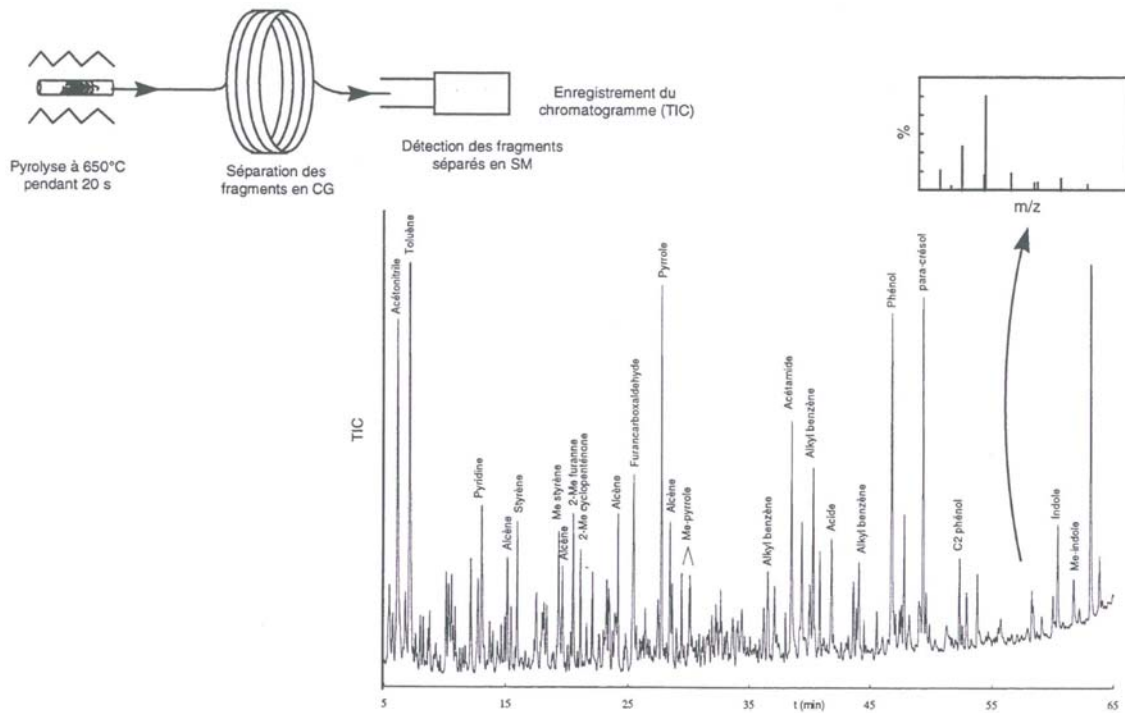 Pyrolyse à 650°C
pendant 20 s
Séparation des
fragments en CG
Détection des fragments
séparés en SM
Enregistrement du
chromatogramme (TIC)
%
m/z
TIC
Acétonitrile
Toluène
Pyridine
Alcène
Styrène
Me styrène
Alcène
2-Me furanne
2-Me cyclopenténone
Alcène
Furancarboxaldehyde
Pyrrole
Alcène
Me-pyrrole
Alkyl benzène
Acétamide
Alkyl benzène
Acide
Alkyl benzène
Phénol
para-crésol
C2 phénol
Indole
Me-indole
5
15
25
35
t (min)
45
55
65